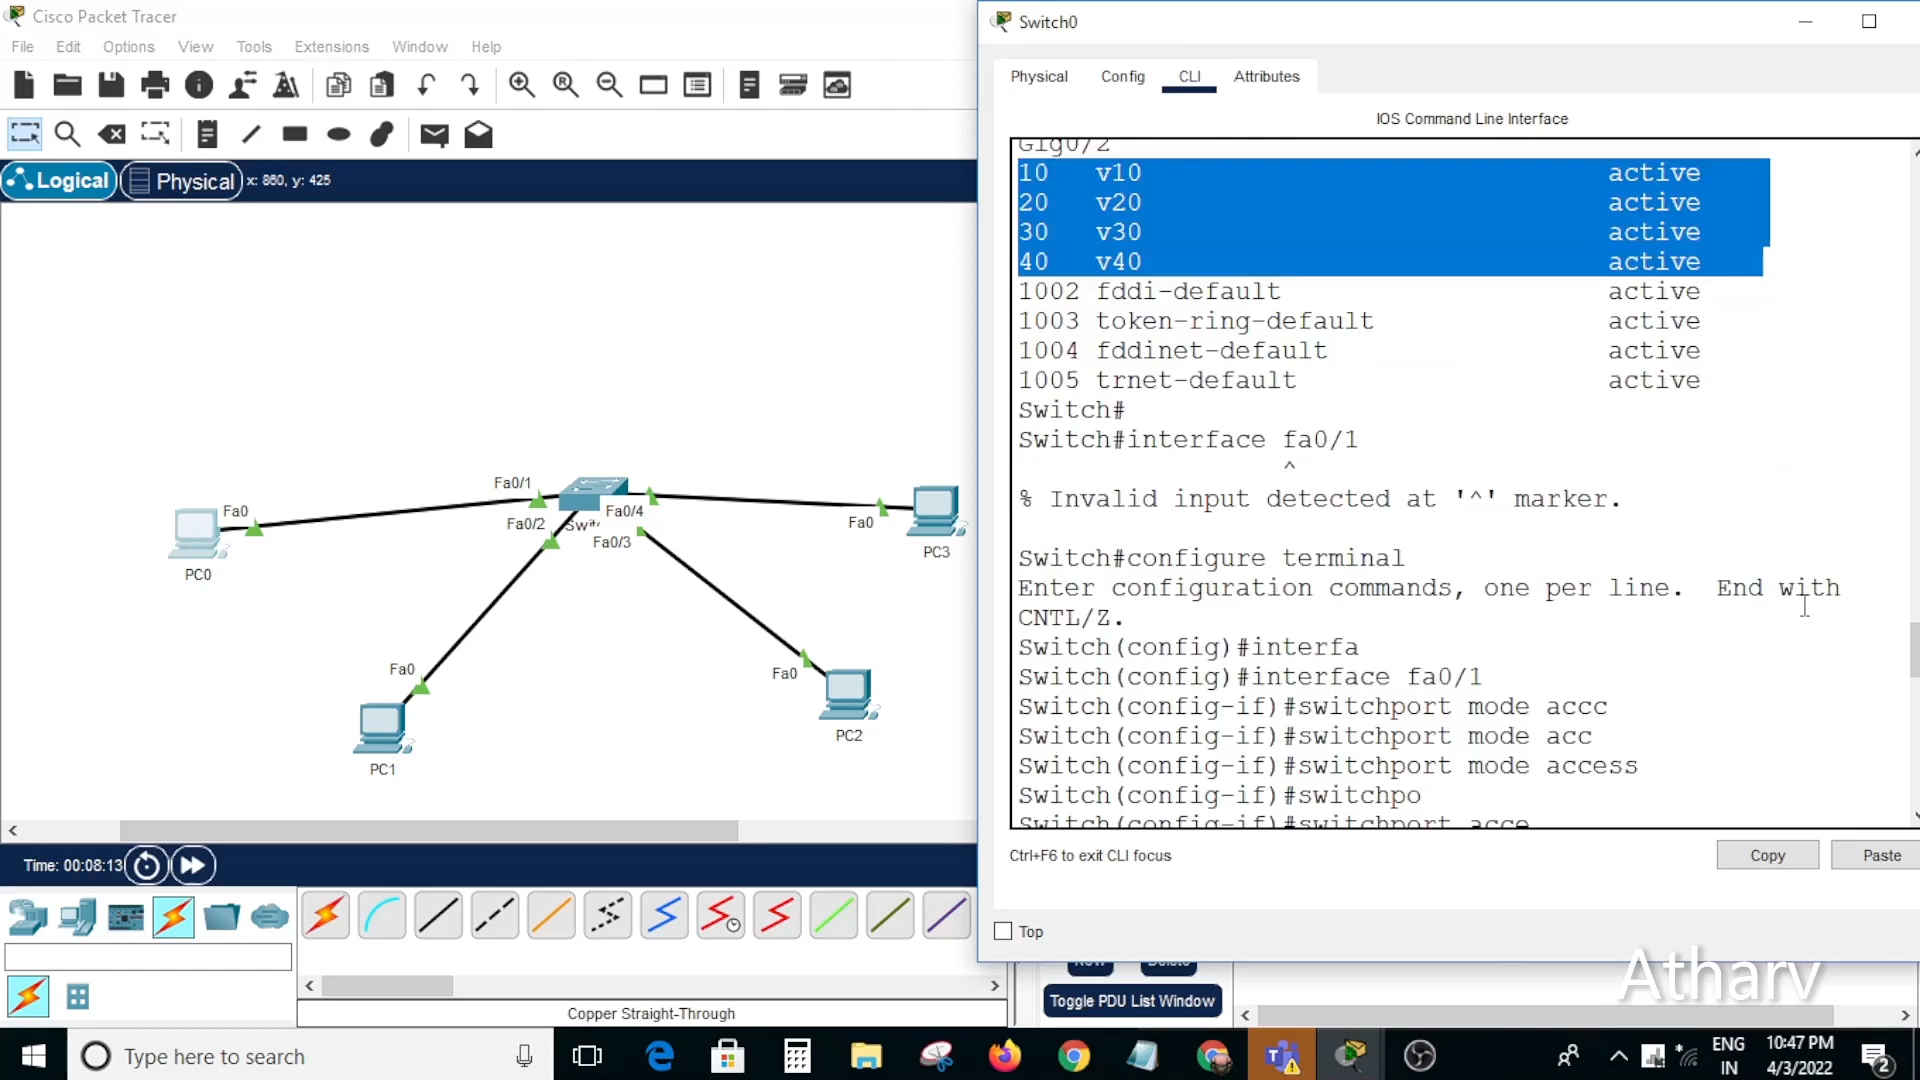 Cisco Packet Tracer
File Edit Options View Tools Extensions Window Help
Logical Physical x: 860, y: 425
Fa0/1
Fa0
Fa0/2
Fa0/4
Fa0/3
Fa0
PC3
PC0
Fa0
Fa0
PC2
PC1
Time: 00:08:13
Copper Straight-Through
Switch0
Physical Config CLI Attributes
IOS Command Line Interface
Gig0/2
10 v10 active
20 v20 active
30 v30 active
40 v40 active
1002 fddi-default active
1003 token-ring-default active
1004 fddinet-default active
1005 trnet-default active
Switch#
Switch#interface fa0/1
^
% Invalid input detected at '^' marker.
Switch#configure terminal
Enter configuration commands, one per line. End with
CNTL/Z.
Switch(config)#interfa
Switch(config)#interface fa0/1
Switch(config-if)#switchport mode accc
Switch(config-if)#switchport mode acc
Switch(config-if)#switchport mode access
Switch(config-if)#switchpo
Switch(config-if)#switchport acce
Ctrl+F6 to exit CLI focus
Copy Paste
Top
Atharv
Toggle PDU List Window
Type here to search
ENG
IN
10:47 PM
4/3/2022
2